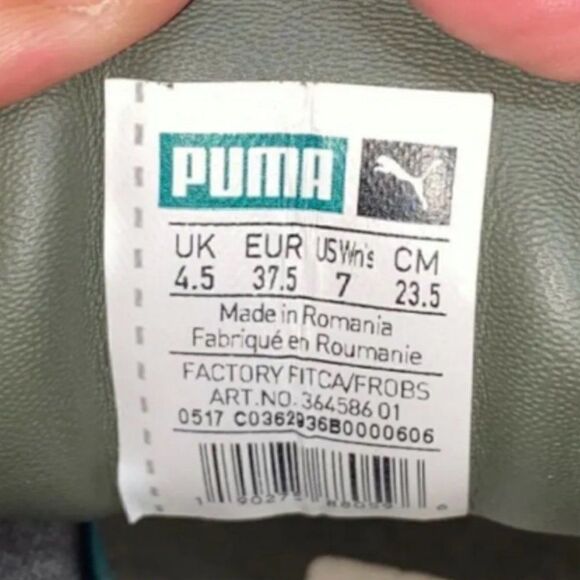 PUMA
UK EUR US Wn's CM
4.5 37.5 7 23.5
Made in Romania
Fabriqué en Roumanie
FACTORY FITCA/FROBS
ART.NO. 364586 01
0517 C0362936B0000606